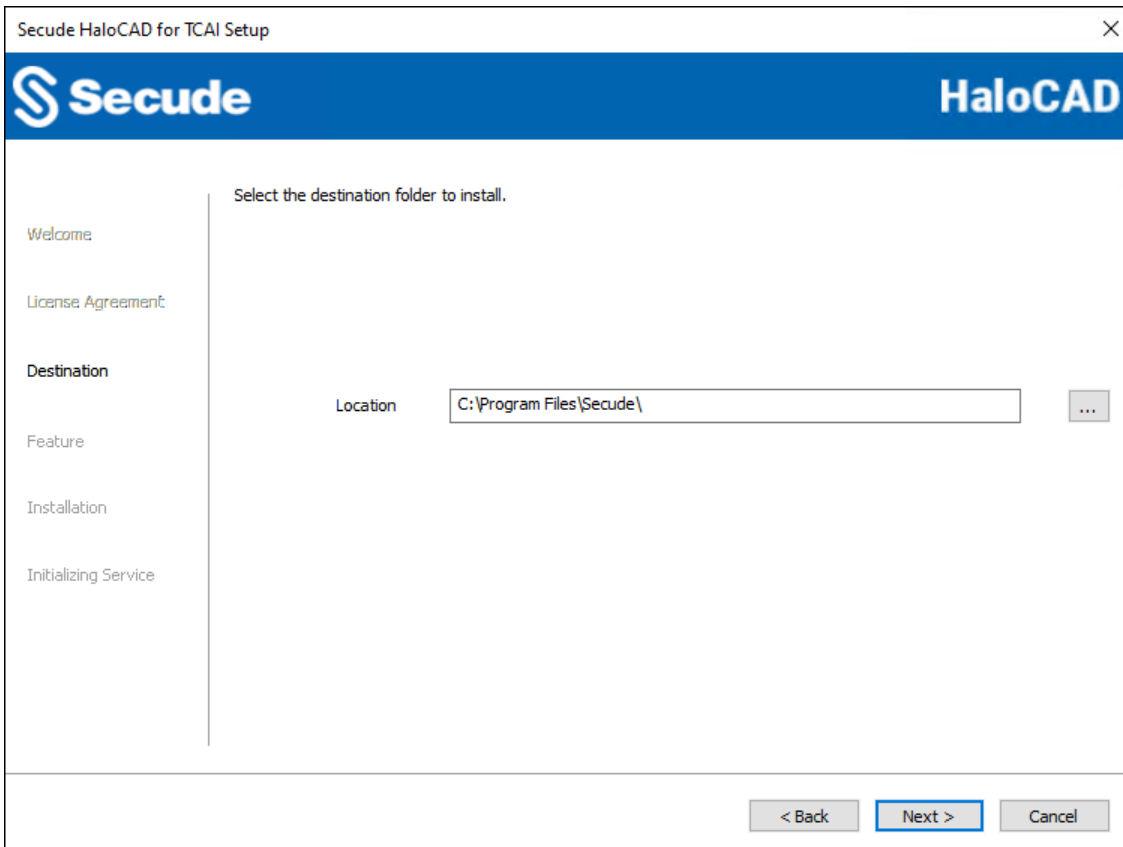 Secude HaloCAD for TCAI Setup
Secude
HaloCAD
Select the destination folder to install.
Welcome
License Agreement
Destination
Location
C:\Program Files\Secude\
...
Feature
Installation
Initializing Service
< Back
Next >
Cancel